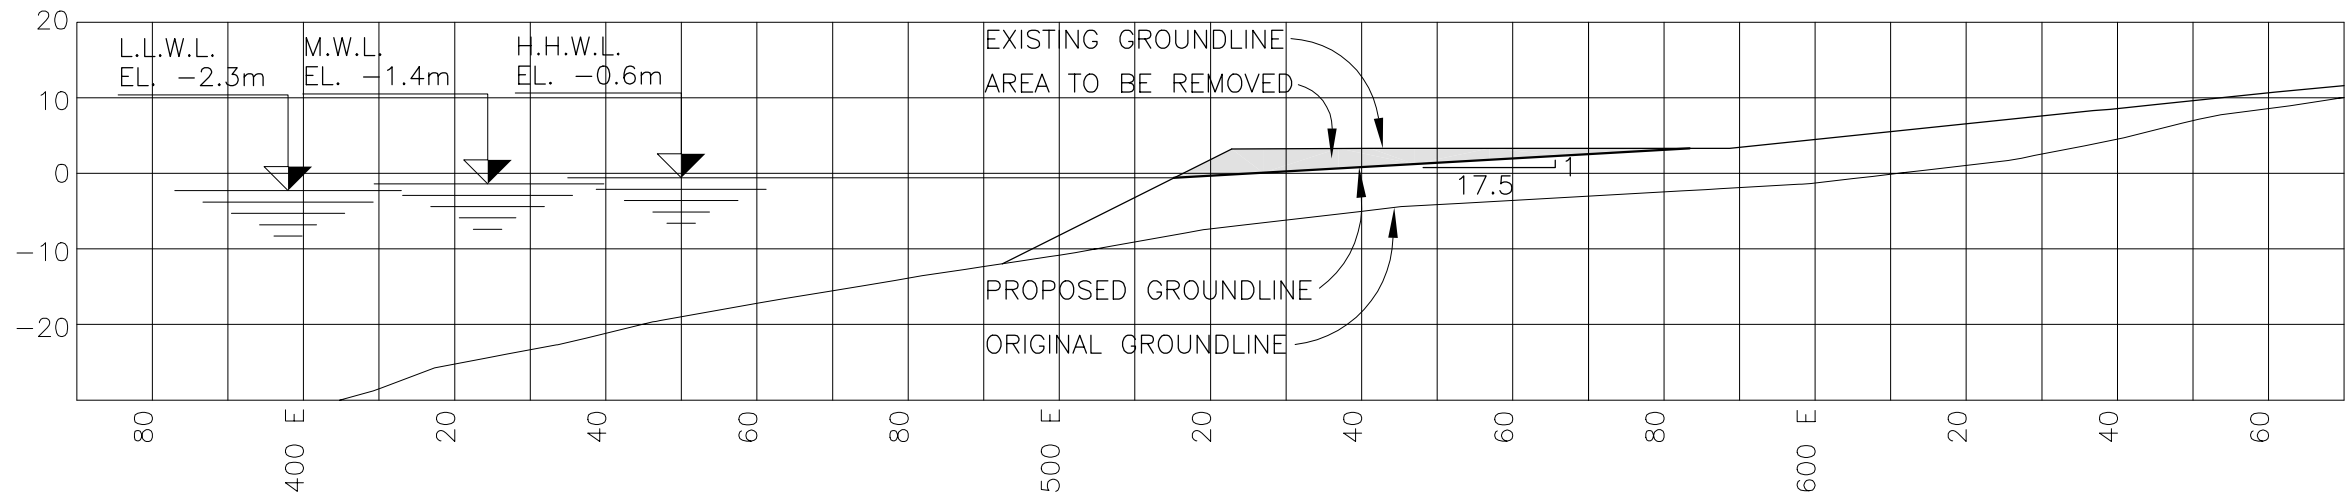 20
10
0
−10
−20
L.L.W.L.
EL. −2.3m
M.W.L.
EL. −1.4m
H.H.W.L.
EL. −0.6m
EXISTING GROUNDLINE
AREA TO BE REMOVED
1
17.5
PROPOSED GROUNDLINE
ORIGINAL GROUNDLINE
80
400 E
20
40
60
80
500 E
20
40
60
80
600 E
20
40
60